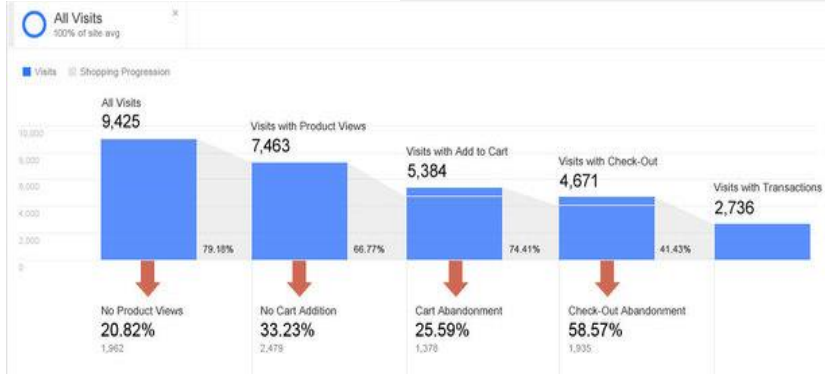 All Visits
100% of site avg
×
Visits Shopping Progression
All Visits
9,425
Visits with Product Views
7,463
Visits with Add to Cart
5,384
Visits with Check-Out
4,671
Visits with Transactions
2,736
10,000
8,000
6,000
4,000
2,000
0
79.18%
66.77%
74.41%
41.43%
No Product Views
20.82%
1,962
No Cart Addition
33.23%
2,479
Cart Abandonment
25.59%
1,378
Check-Out Abandonment
58.57%
1,935